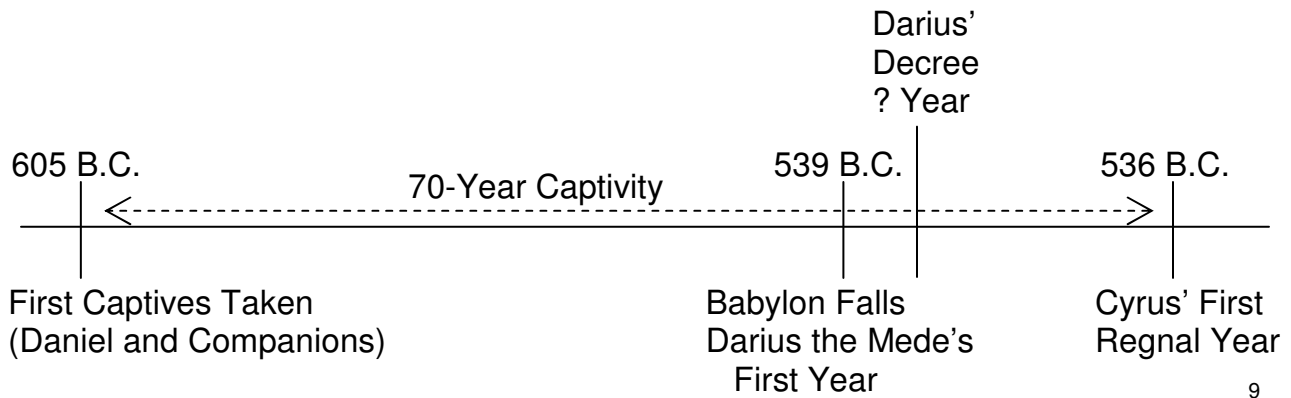 Darius’
Decree
? Year
605 B.C.
70-Year Captivity
539 B.C.
536 B.C.
First Captives Taken
(Daniel and Companions)
Babylon Falls
Darius the Mede’s
First Year
Cyrus’ First
Regnal Year
9